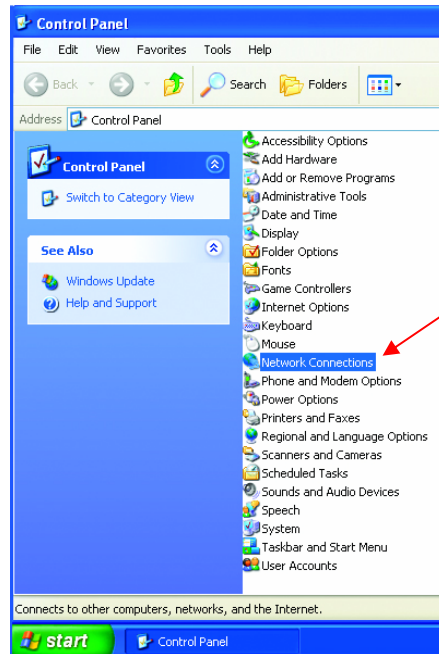 Control Panel
File Edit View Favorites Tools Help
Back Search Folders
Address Control Panel
Control Panel
Switch to Category View
See Also
Windows Update
Help and Support
Accessibility Options
Add Hardware
Add or Remove Programs
Administrative Tools
Date and Time
Display
Folder Options
Fonts
Game Controllers
Internet Options
Keyboard
Mouse
Network Connections
Phone and Modem Options
Power Options
Printers and Faxes
Regional and Language Options
Scanners and Cameras
Scheduled Tasks
Sounds and Audio Devices
Speech
System
Taskbar and Start Menu
User Accounts
Connects to other computers, networks, and the Internet.
start Control Panel